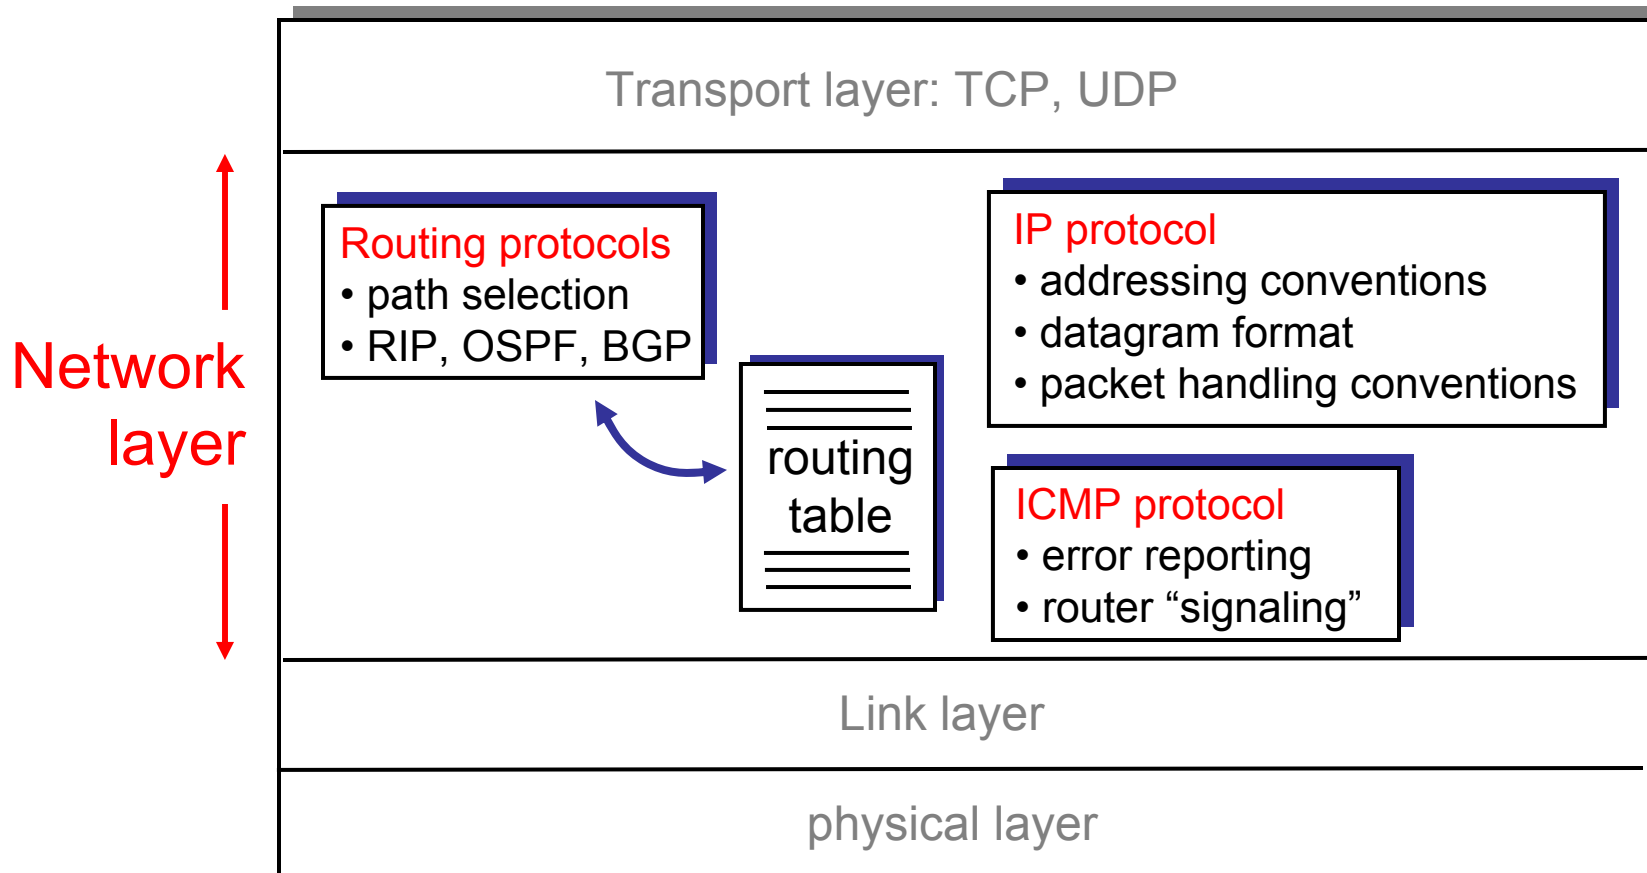 Transport layer: TCP, UDP
Network
layer
Routing protocols
• path selection
• RIP, OSPF, BGP
routing
table
IP protocol
• addressing conventions
• datagram format
• packet handling conventions
ICMP protocol
• error reporting
• router “signaling”
Link layer
physical layer